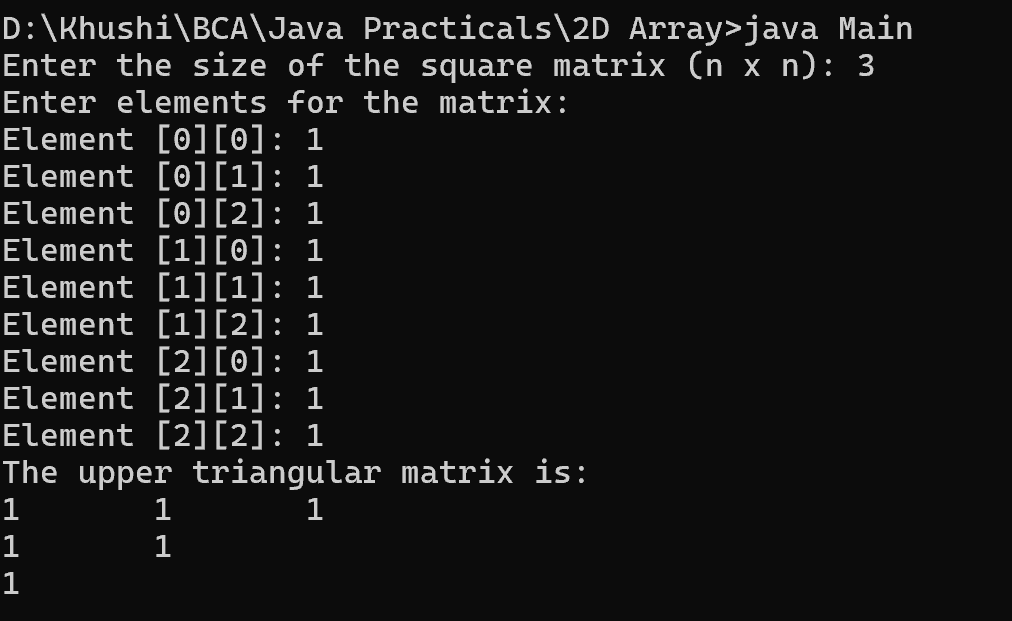 D:\Khushi\BCA\Java Practicals\2D Array>java Main
Enter the size of the square matrix (n x n): 3
Enter elements for the matrix:
Element [0][0]: 1
Element [0][1]: 1
Element [0][2]: 1
Element [1][0]: 1
Element [1][1]: 1
Element [1][2]: 1
Element [2][0]: 1
Element [2][1]: 1
Element [2][2]: 1
The upper triangular matrix is:
1       1       1
1       1
1